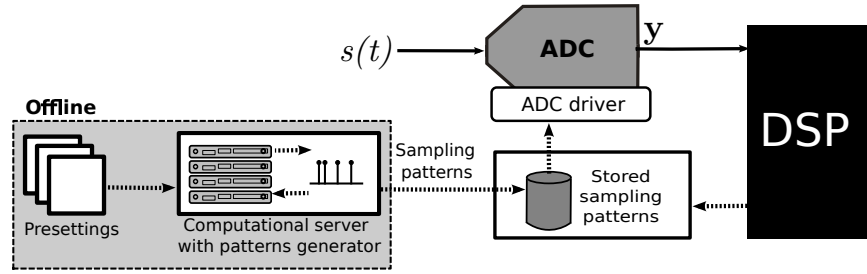 s(t)
ADC
y
ADC driver
DSP
Offline
Presettings
Computational server
with patterns generator
Sampling
patterns
Stored
sampling
patterns